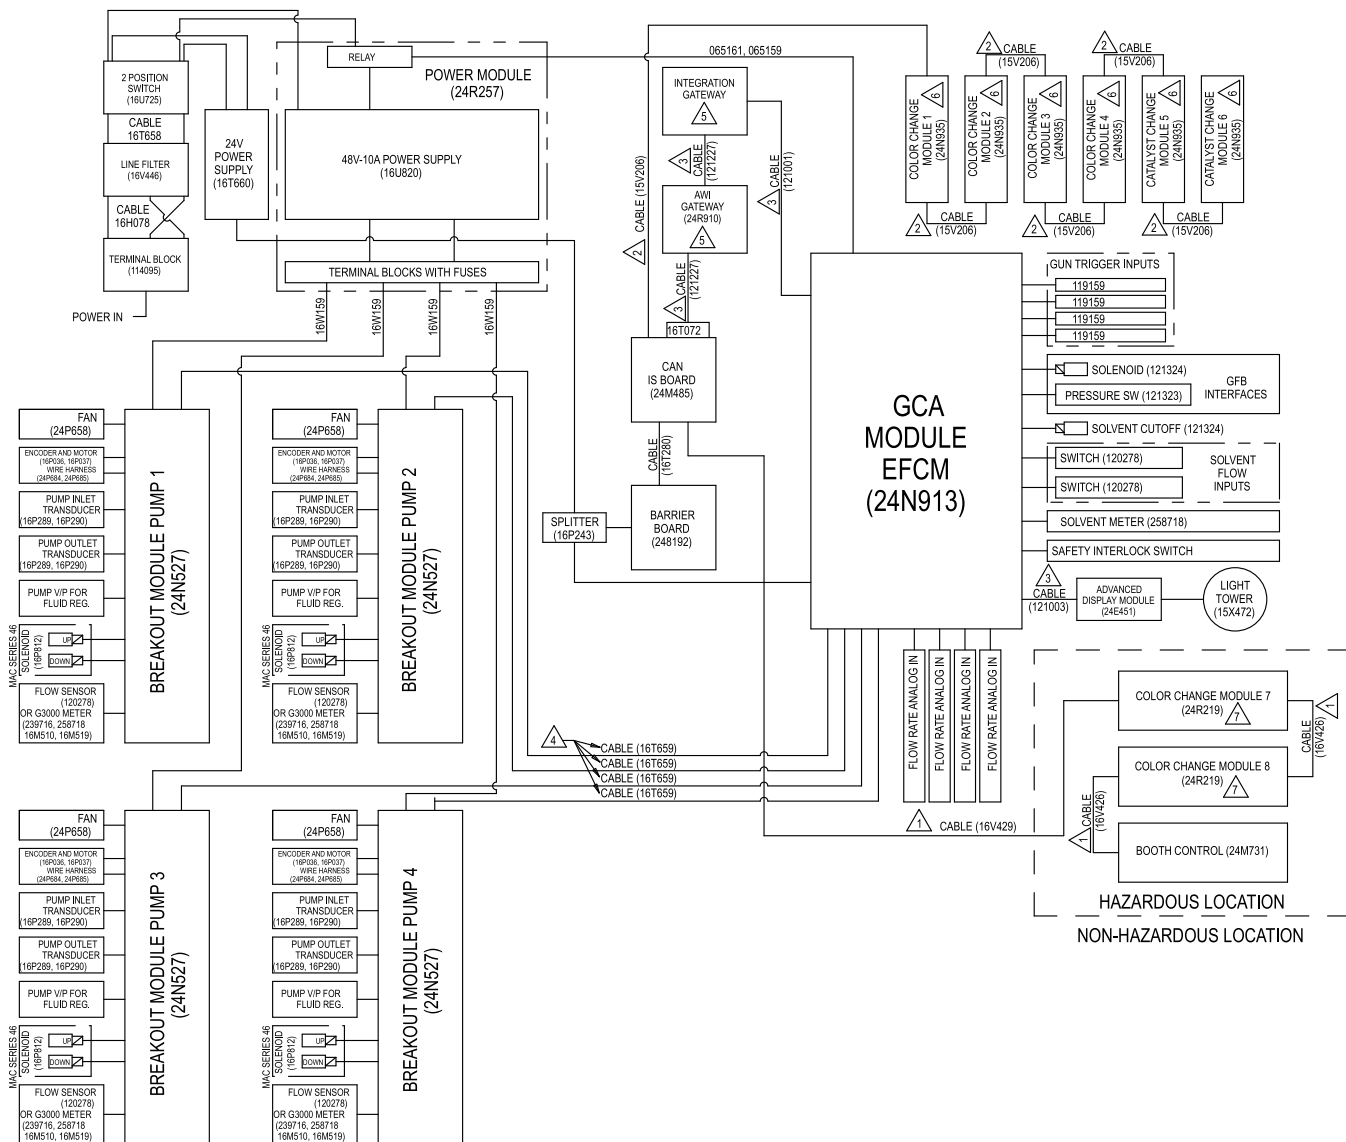 RELAY
POWER MODULE
(24R257)
2 POSITION
SWITCH
(16U725)
CABLE
16T658
LINE FILTER
(16V446)
CABLE
16H078
TERMINAL BLOCK
(114095)
POWER IN
24V
POWER
SUPPLY
(16T660)
48V-10A POWER SUPPLY
(16U820)
TERMINAL BLOCKS WITH FUSES
16W159
16W159
16W159
16W159
065161, 065159
INTEGRATION
GATEWAY
5
3
CABLE
(121227)
AWI
GATEWAY
(24R910)
5
3
CABLE
(121227)
3
CABLE
(121001)
2
CABLE (15V206)
16T072
CAN
IS BOARD
(24M485)
CABLE
(16T280)
BARRIER
BOARD
(248192)
SPLITTER
(16P243)
2
CABLE
(15V206)
2
CABLE
(15V206)
COLOR CHANGE
MODULE 1
(24N935)
6
COLOR CHANGE
MODULE 2
(24N935)
6
COLOR CHANGE
MODULE 3
(24N935)
6
COLOR CHANGE
MODULE 4
(24N935)
6
CATALYST CHANGE
MODULE 5
(24N935)
6
CATALYST CHANGE
MODULE 6
(24N935)
6
2
CABLE
(15V206)
2
CABLE
(15V206)
2
CABLE
(15V206)
GCA
MODULE
EFCM
(24N913)
GUN TRIGGER INPUTS
119159
119159
119159
119159
SOLENOID (121324)
PRESSURE SW (121323)
GFB
INTERFACES
SOLVENT CUTOFF (121324)
SWITCH (120278)
SWITCH (120278)
SOLVENT
FLOW
INPUTS
SOLVENT METER (258718)
SAFETY INTERLOCK SWITCH
3
CABLE
(121003)
ADVANCED
DISPLAY MODULE
(24E451)
LIGHT
TOWER
(15X472)
FLOW RATE ANALOG IN
FLOW RATE ANALOG IN
FLOW RATE ANALOG IN
FLOW RATE ANALOG IN
COLOR CHANGE MODULE 7
(24R219)
7
1
CABLE
(16V426)
COLOR CHANGE MODULE 8
(24R219)
7
1
CABLE
(16V426)
BOOTH CONTROL (24M731)
HAZARDOUS LOCATION
NON-HAZARDOUS LOCATION
1
CABLE (16V429)
4
CABLE (16T659)
CABLE (16T659)
CABLE (16T659)
CABLE (16T659)
FAN
(24P658)
ENCODER AND MOTOR
(16P036, 16P037)
WIRE HARNESS
(24P684, 24P685)
PUMP INLET
TRANSDUCER
(16P289, 16P290)
PUMP OUTLET
TRANSDUCER
(16P289, 16P290)
PUMP V/P FOR
FLUID REG.
MAC SERIES 46
SOLENOID
(16P812)
UP
DOWN
FLOW SENSOR
(120278)
OR G3000 METER
(239716, 258718
16M510, 16M519)
BREAKOUT MODULE PUMP 1
(24N527)
FAN
(24P658)
ENCODER AND MOTOR
(16P036, 16P037)
WIRE HARNESS
(24P684, 24P685)
PUMP INLET
TRANSDUCER
(16P289, 16P290)
PUMP OUTLET
TRANSDUCER
(16P289, 16P290)
PUMP V/P FOR
FLUID REG.
MAC SERIES 46
SOLENOID
(16P812)
UP
DOWN
FLOW SENSOR
(120278)
OR G3000 METER
(239716, 258718
16M510, 16M519)
BREAKOUT MODULE PUMP 2
(24N527)
FAN
(24P658)
ENCODER AND MOTOR
(16P036, 16P037)
WIRE HARNESS
(24P684, 24P685)
PUMP INLET
TRANSDUCER
(16P289, 16P290)
PUMP OUTLET
TRANSDUCER
(16P289, 16P290)
PUMP V/P FOR
FLUID REG.
MAC SERIES 46
SOLENOID
(16P812)
UP
DOWN
FLOW SENSOR
(120278)
OR G3000 METER
(239716, 258718
16M510, 16M519)
BREAKOUT MODULE PUMP 3
(24N527)
FAN
(24P658)
ENCODER AND MOTOR
(16P036, 16P037)
WIRE HARNESS
(24P684, 24P685)
PUMP INLET
TRANSDUCER
(16P289, 16P290)
PUMP OUTLET
TRANSDUCER
(16P289, 16P290)
PUMP V/P FOR
FLUID REG.
MAC SERIES 46
SOLENOID
(16P812)
UP
DOWN
FLOW SENSOR
(120278)
OR G3000 METER
(239716, 258718
16M510, 16M519)
BREAKOUT MODULE PUMP 4
(24N527)